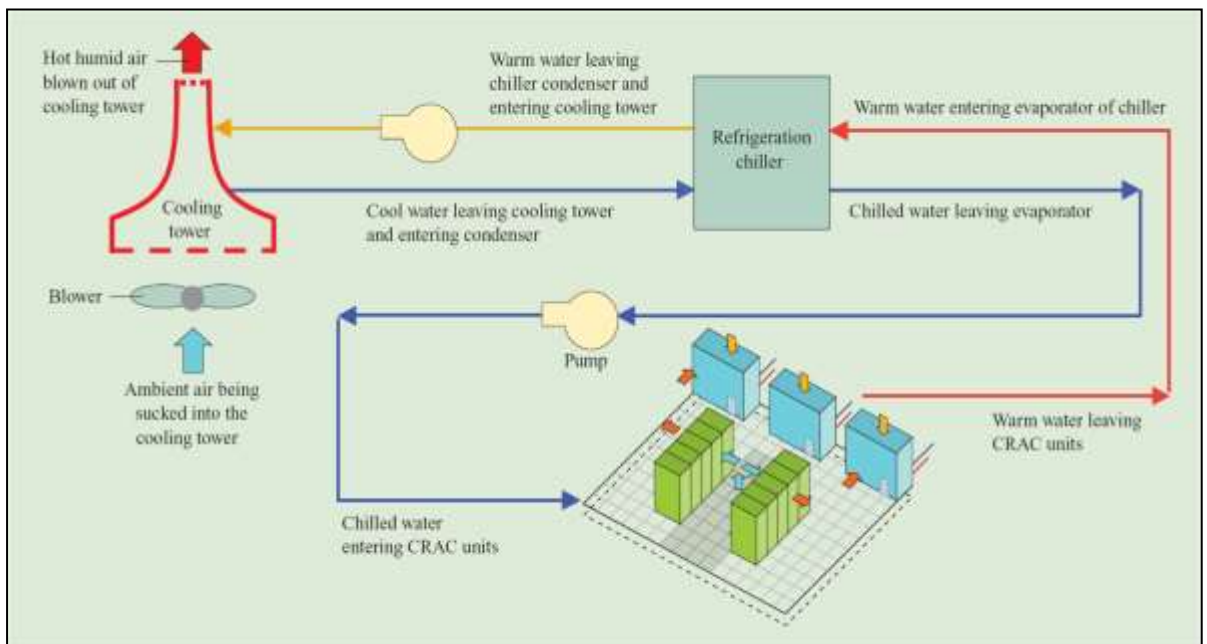 Hot humid air
blown out of
cooling tower
Warm water leaving
chiller condenser and
entering cooling tower
Refrigeration
chiller
Warm water entering evaporator of chiller
Cooling
tower
Cool water leaving cooling tower
and entering condenser
Chilled water leaving evaporator
Blower
Pump
Ambient air being
sucked into the
cooling tower
Warm water leaving
CRAC units
Chilled water
entering CRAC units